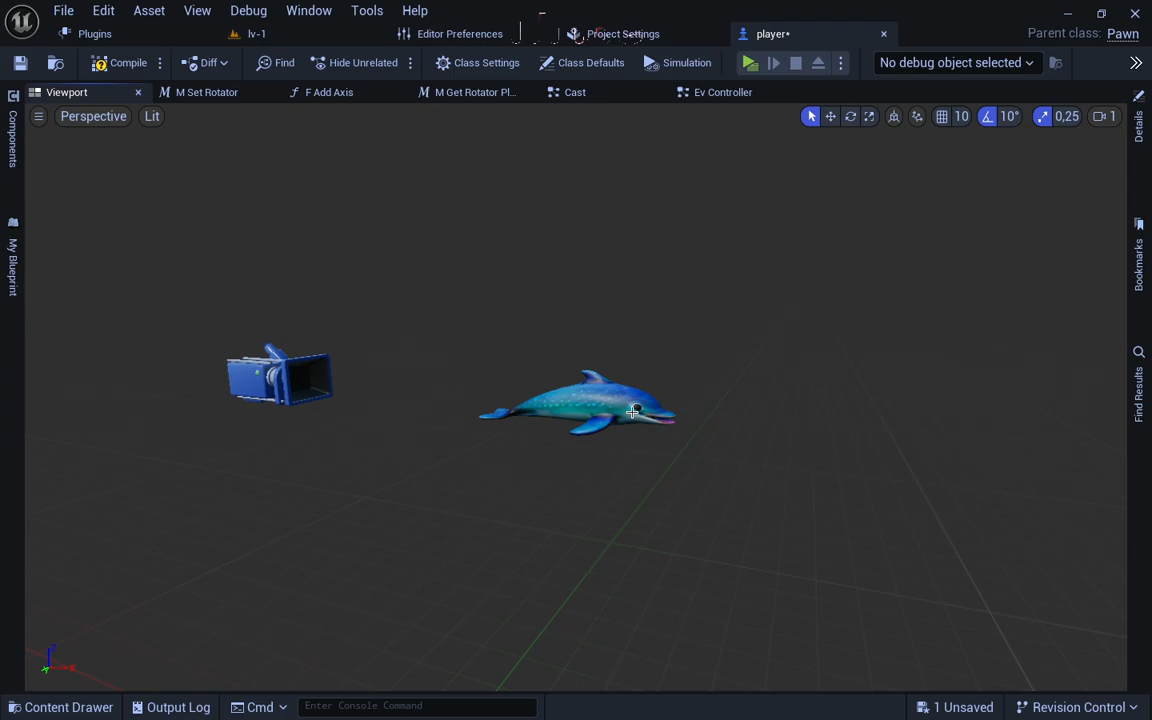 File Edit Asset View Debug Window Tools Help
Plugins lv-1 Editor Preferences Project Settings player* Parent class: Pawn
Compile Diff Find Hide Unrelated Class Settings Class Defaults Simulation No debug object selected
Viewport M Set Rotator F Add Axis M Get Rotator Pl... Cast Ev Controller
Perspective Lit 10 10° 0,25 1
Components
My Blueprint
Details
Bookmarks
Find Results
Content Drawer Output Log Cmd Enter Console Command 1 Unsaved Revision Control